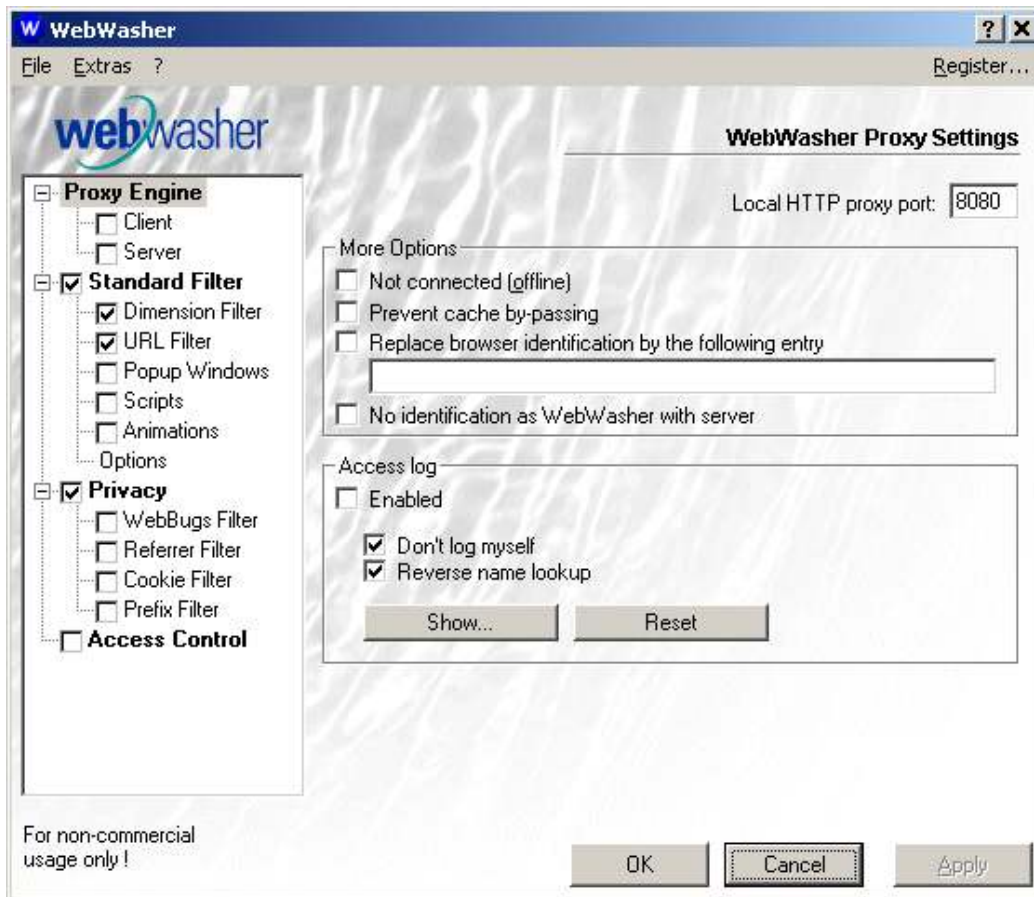 W WebWasher
File Extras ? Register...
webwasher
WebWasher Proxy Settings
Proxy Engine
Client
Server
Standard Filter
Dimension Filter
URL Filter
Popup Windows
Scripts
Animations
Options
Privacy
WebBugs Filter
Referrer Filter
Cookie Filter
Prefix Filter
Access Control
Local HTTP proxy port: 8080
More Options
Not connected (offline)
Prevent cache by-passing
Replace browser identification by the following entry
No identification as WebWasher with server
Access log
Enabled
Don't log myself
Reverse name lookup
Show... Reset
For non-commercial
usage only !
OK Cancel Apply